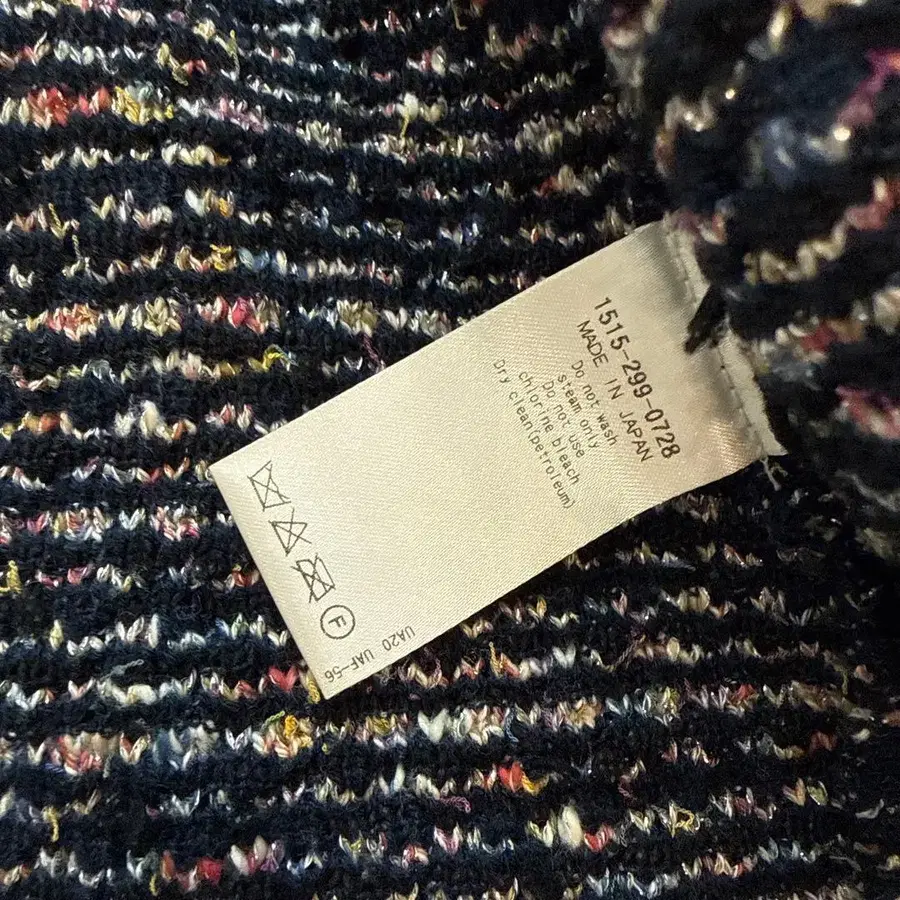 1515-299-0728
MADE IN JAPAN
Do not wash
steam only
Do not use
chlorine bleach
Dry clean(petroleum)
F
UA20 UAF-56